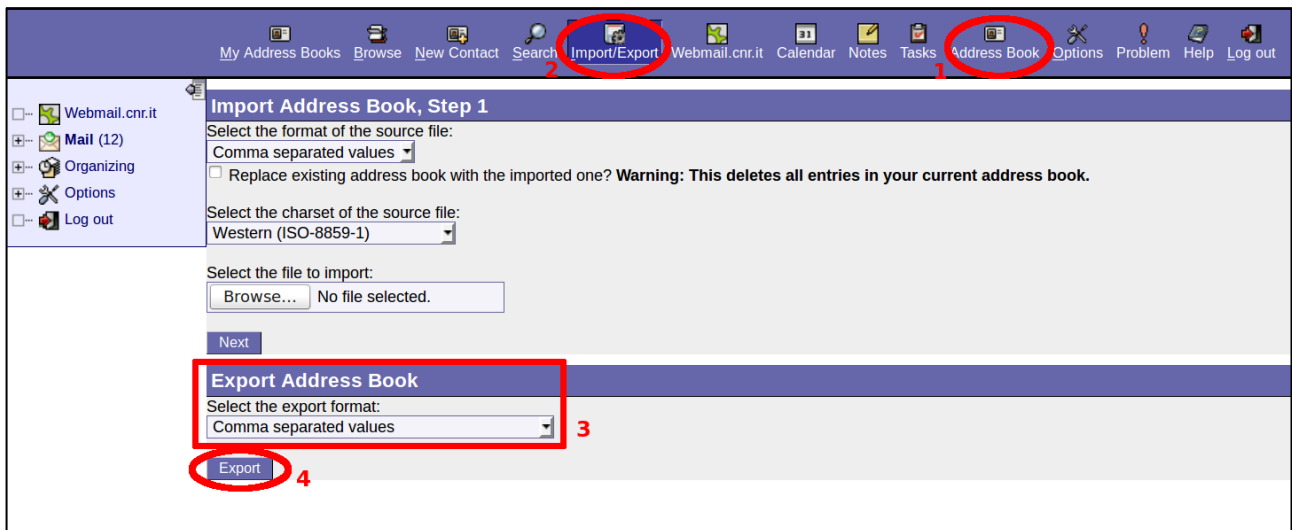 My Address Books Browse New Contact Search Import/Export Webmail.cnr.it 31 Calendar Notes Tasks Address Book Options Problem Help Log out
2 1
Webmail.cnr.it
Mail (12)
Organizing
Options
Log out
Import Address Book, Step 1
Select the format of the source file:
Comma separated values
Replace existing address book with the imported one? Warning: This deletes all entries in your current address book.
Select the charset of the source file:
Western (ISO-8859-1)
Select the file to import:
Browse... No file selected.
Next
Export Address Book
Select the export format:
Comma separated values 3
Export 4